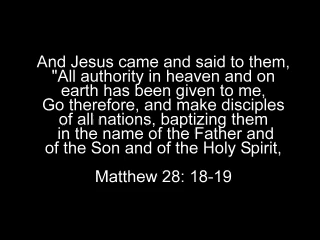 And Jesus came and said to them,
"All authority in heaven and on
earth has been given to me,
Go therefore, and make disciples
of all nations, baptizing them
in the name of the Father and
of the Son and of the Holy Spirit,
Matthew 28: 18-19